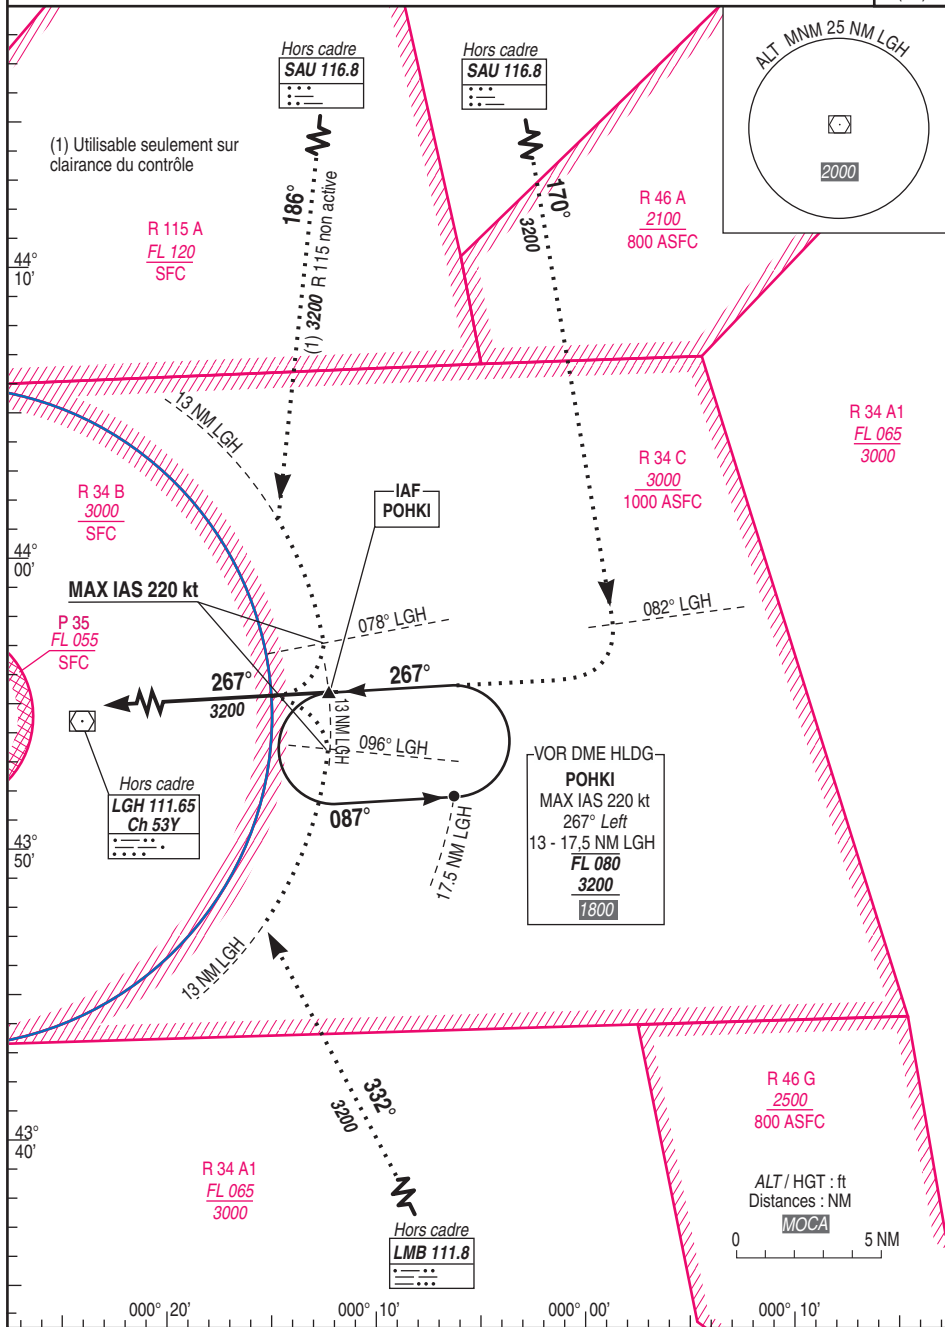 ALT MNM 25 NM LGH
2000
Hors cadre
SAU 116.8
Hors cadre
SAU 116.8
(1) Utilisable seulement sur
clairance du contrôle
186°
(1) 3200 R 115 non active
170°
3200
R 115 A
FL 120
SFC
R 46 A
2100
800 ASFC
44°
10'
13 NM LGH
R 34 A1
FL 065
3000
R 34 C
3000
1000 ASFC
R 34 B
3000
SFC
IAF
POHKI
44°
00'
MAX IAS 220 kt
078° LGH
082° LGH
P 35
FL 055
SFC
267°
3200
267°
13 NM LGH
096° LGH
087°
17.5 NM LGH
Hors cadre
LGH 111.65
Ch 53Y
VOR DME HLDG
POHKI
MAX IAS 220 kt
267° Left
13 - 17,5 NM LGH
FL 080
3200
1800
43°
50'
13 NM LGH
332°
3200
R 46 G
2500
800 ASFC
43°
40'
R 34 A1
FL 065
3000
ALT / HGT : ft
Distances : NM
MOCA
0 5 NM
Hors cadre
LMB 111.8
000° 20' 000° 10' 000° 00' 000° 10'